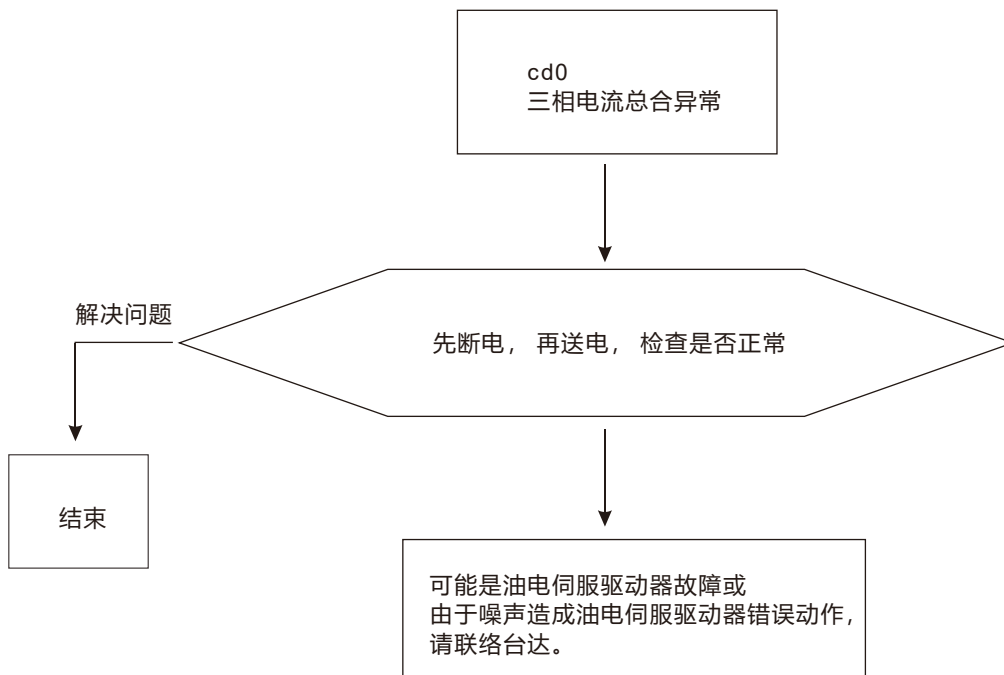 cd0
三相电流总合异常
解决问题
先断电， 再送电， 检查是否正常
结束
可能是油电伺服驱动器故障或
由于噪声造成油电伺服驱动器错误动作，
请联络台达。